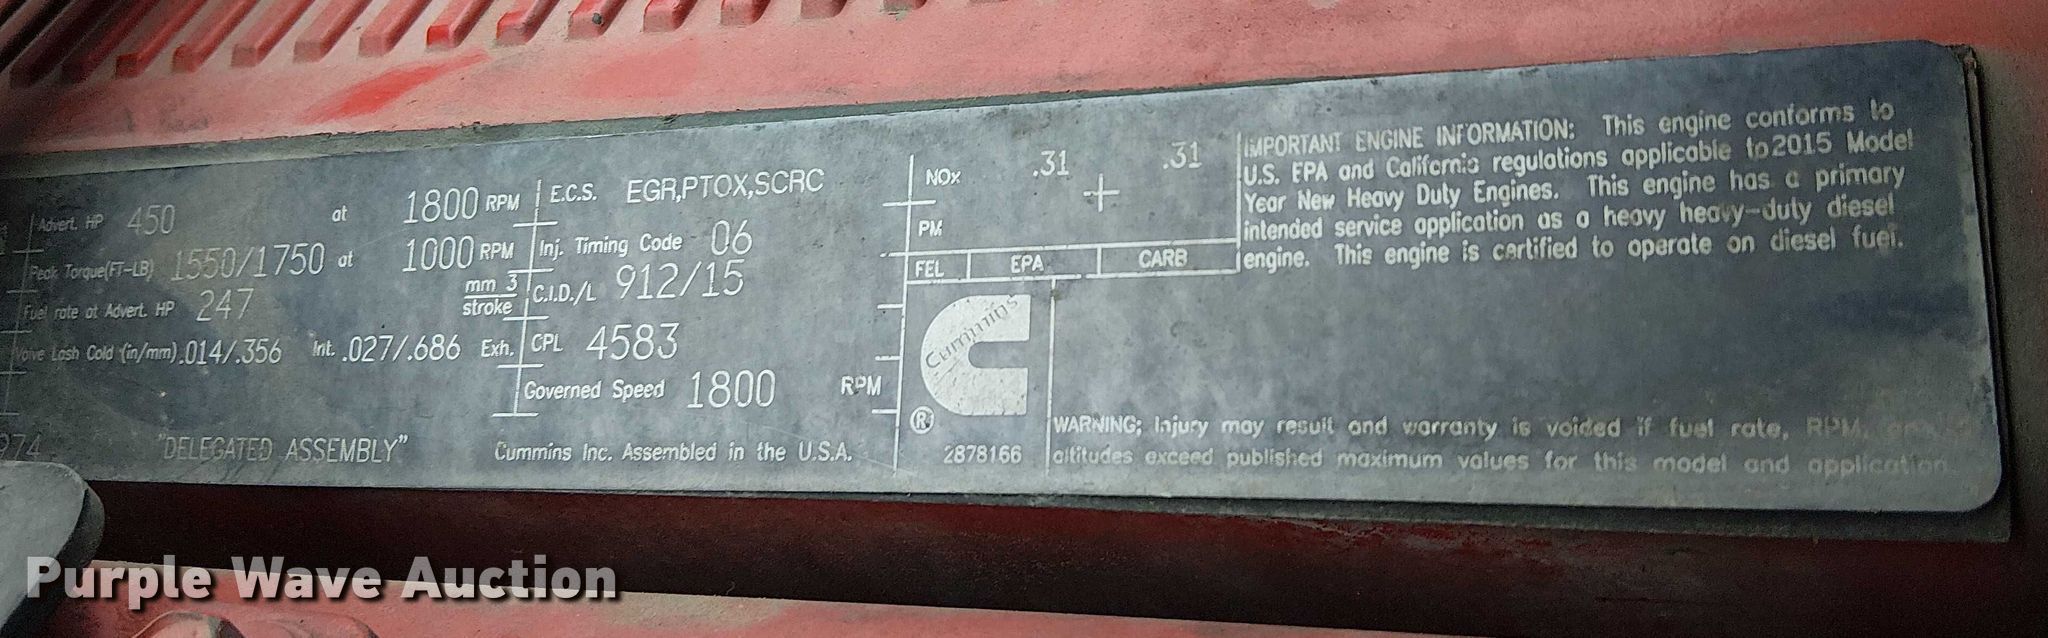 Advert. HP 450 at 1800 RPM
Peak Torque(FT-LB) 1550/1750 at 1000 RPM
Fuel rate at Advert. HP 247 mm 3
stroke
Valve Lash Cold (in/mm) .014/.356 Int. .027/.686 Exh.
974 "DELEGATED ASSEMBLY" Cummins Inc. Assembled in the U.S.A.
E.C.S. EGR,PTOX,SCRC
Inj. Timing Code 06
C.I.D./L 912/15
CPL 4583
Governed Speed 1800 RPM
NOx .31 .31
PM
FEL EPA CARB
Cummins
®
2878166
IMPORTANT ENGINE INFORMATION: This engine conforms to
U.S. EPA and California regulations applicable to 2015 Model
Year New Heavy Duty Engines. This engine has a primary
intended service application as a heavy heavy-duty diesel
engine. This engine is certified to operate on diesel fuel.
WARNING; Injury may result and warranty is voided if fuel rate, RPM,
altitudes exceed published maximum values for this model and application
Purple Wave Auction